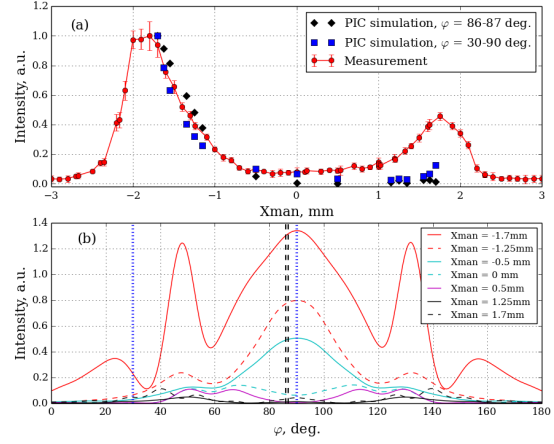 (a)
PIC simulation, φ = 86-87 deg.
PIC simulation, φ = 30-90 deg.
Measurement
Intensity, a.u.
1.2
1.0
0.8
0.6
0.4
0.2
0.0
−3 −2 −1 0 1 2 3
Xman, mm
(b)
Xman = -1.7mm
Xman = -1.25mm
Xman = -0.5 mm
Xman = 0 mm
Xman = 0.5mm
Xman = 1.25mm
Xman = 1.7mm
Intensity, a.u.
1.4
1.2
1.0
0.8
0.6
0.4
0.2
0.0
0 20 40 60 80 100 120 140 160 180
φ, deg.